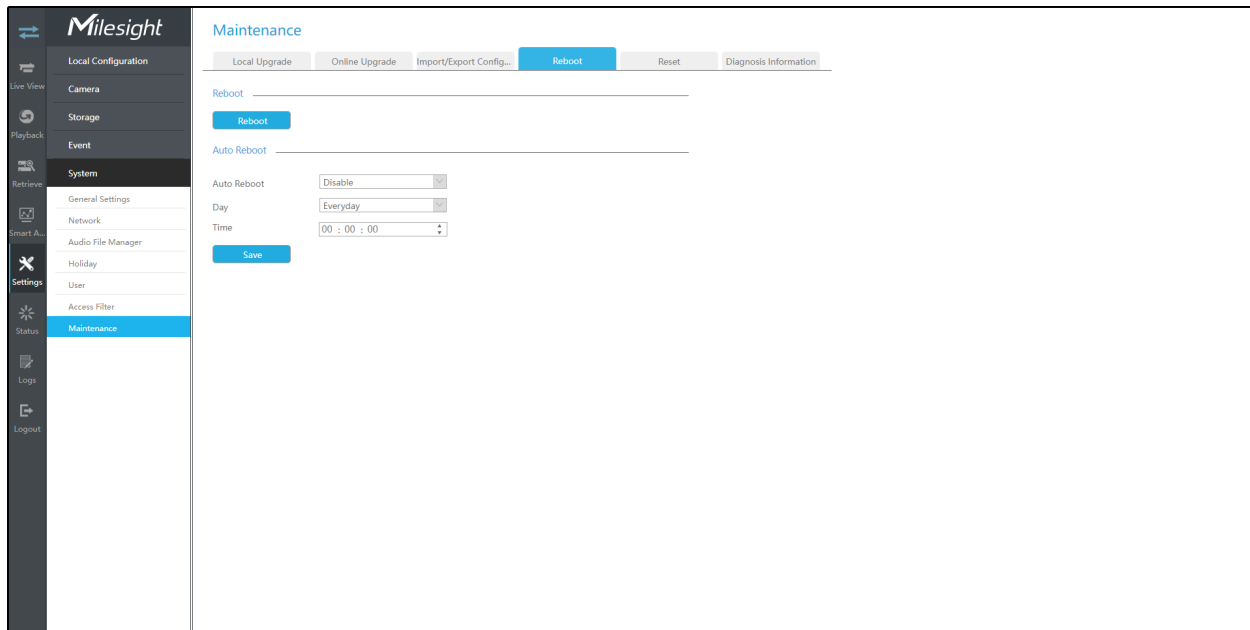 Live View
Playback
Retrieve
Smart A...
Settings
Status
Logs
Logout
Milesight
Local Configuration
Camera
Storage
Event
System
General Settings
Network
Audio File Manager
Holiday
User
Access Filter
Maintenance
Maintenance
Local Upgrade Online Upgrade Import/Export Config... Reboot Reset Diagnosis Information
Reboot
Reboot
Auto Reboot
Auto Reboot Disable
Day Everyday
Time 00 : 00 : 00
Save